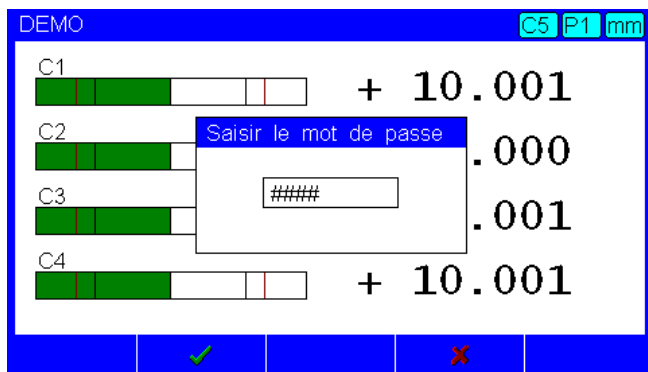 DEMO C5 P1 mm
C1
+ 10.001
C2
Saisir le mot de passe
.000
####
C3
.001
C4
+ 10.001